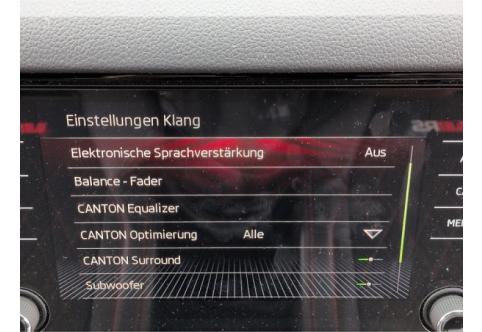 Einstellungen Klang
Elektronische Sprachverstärkung Aus
Balance - Fader
CANTON Equalizer
CANTON Optimierung Alle
CANTON Surround
Subwoofer